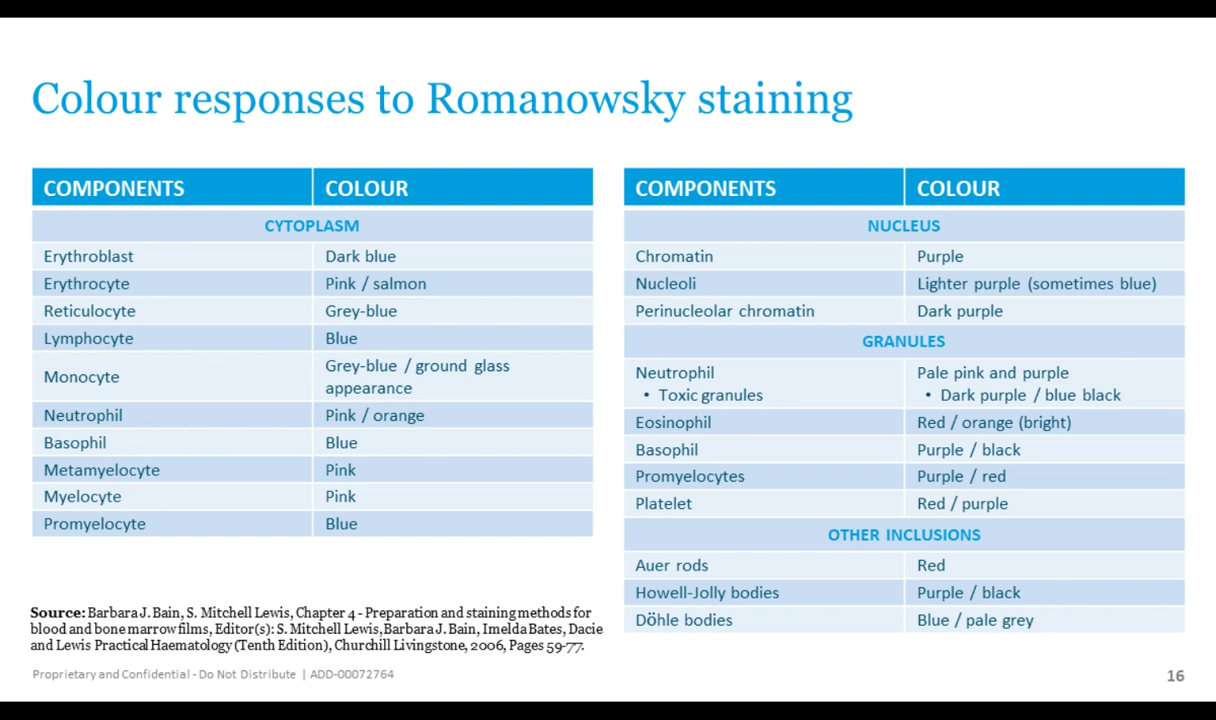 Colour responses to Romanowsky staining
COMPONENTS COLOUR
CYTOPLASM
Erythroblast Dark blue
Erythrocyte Pink / salmon
Reticulocyte Grey-blue
Lymphocyte Blue
Monocyte Grey-blue / ground glass
appearance
Neutrophil Pink / orange
Basophil Blue
Metamyelocyte Pink
Myelocyte Pink
Promyelocyte Blue
COMPONENTS COLOUR
NUCLEUS
Chromatin Purple
Nucleoli Lighter purple (sometimes blue)
Perinucleolar chromatin Dark purple
GRANULES
Neutrophil Pale pink and purple
• Toxic granules • Dark purple / blue black
Eosinophil Red / orange (bright)
Basophil Purple / black
Promyelocytes Purple / red
Platelet Red / purple
OTHER INCLUSIONS
Auer rods Red
Howell-Jolly bodies Purple / black
Döhle bodies Blue / pale grey
Source: Barbara J. Bain, S. Mitchell Lewis, Chapter 4 - Preparation and staining methods for
blood and bone marrow films, Editor(s): S. Mitchell Lewis, Barbara J. Bain, Imelda Bates, Dacie
and Lewis Practical Haematology (Tenth Edition), Churchill Livingstone, 2006, Pages 59-77.
Proprietary and Confidential - Do Not Distribute | ADD-00072764
16